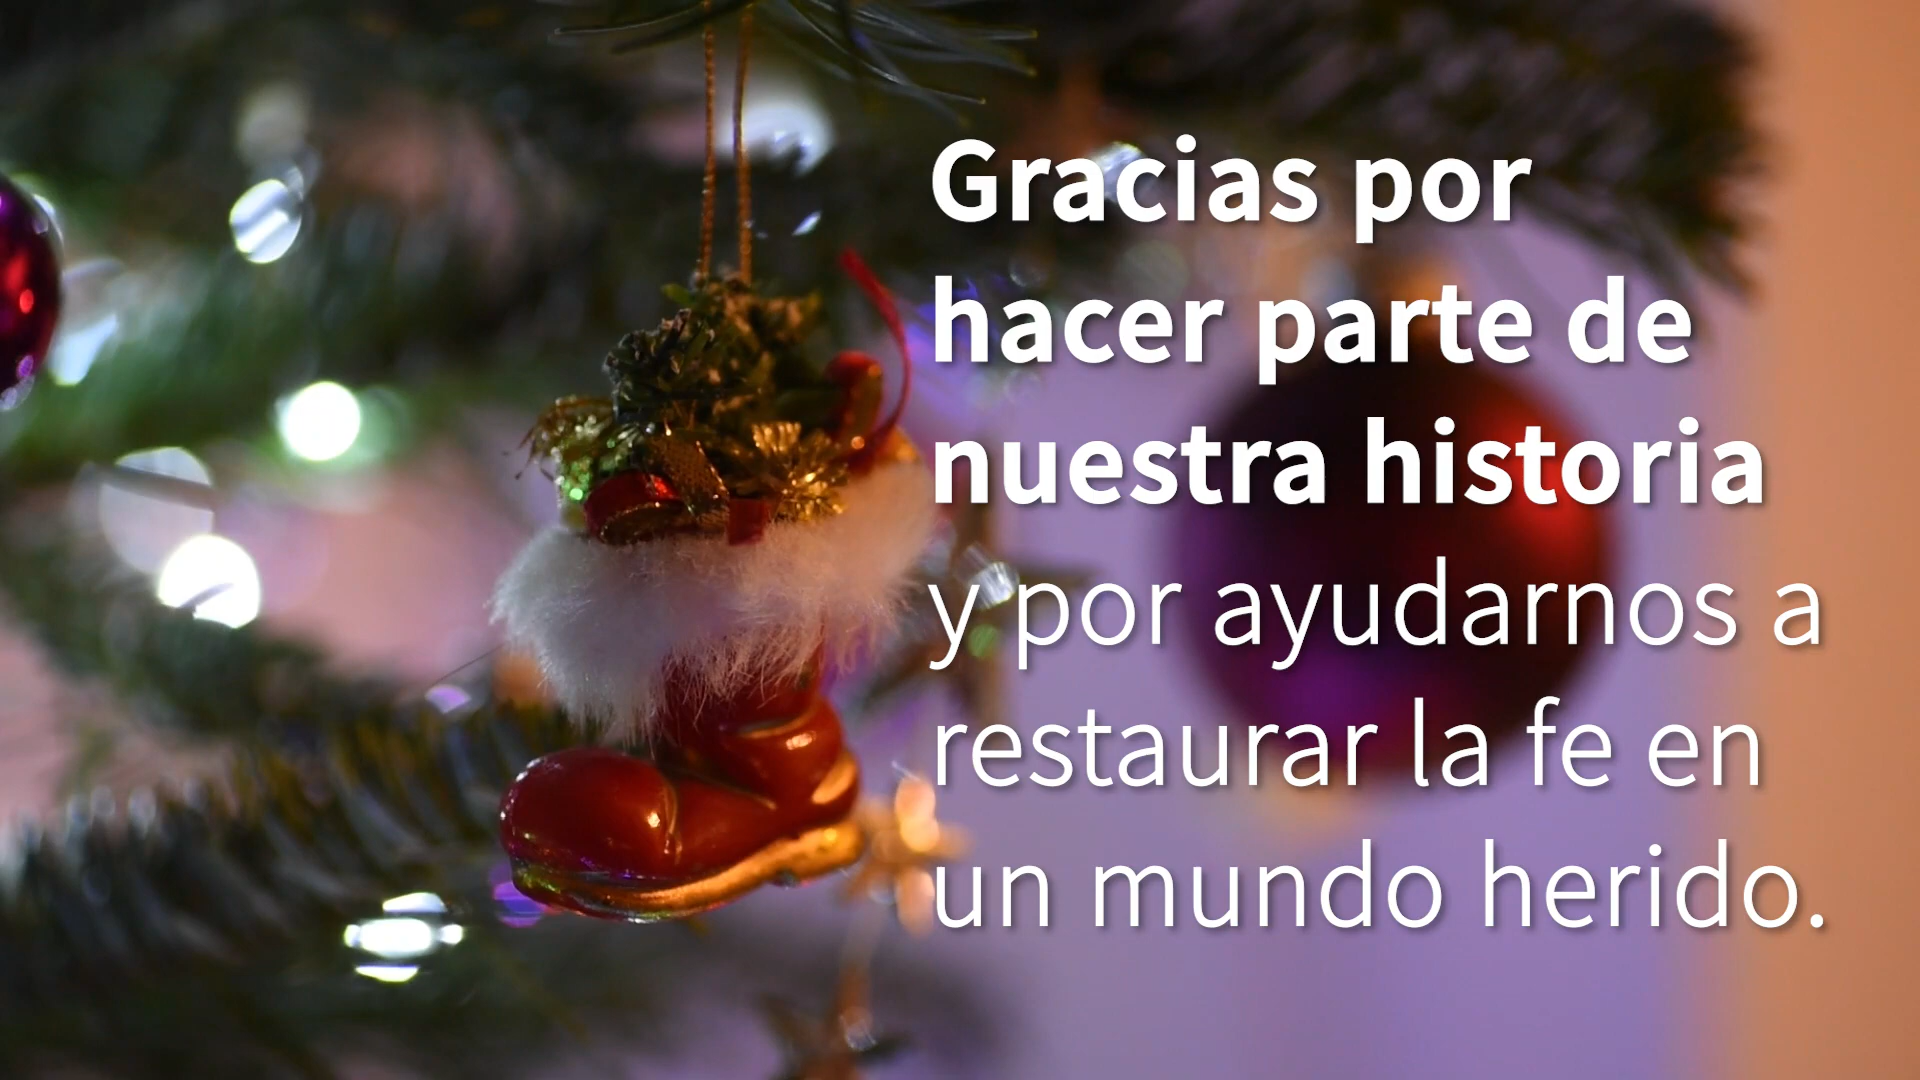 Gracias por
hacer parte de
nuestra historia
y por ayudarnos a
restaurar la fe en
un mundo herido.